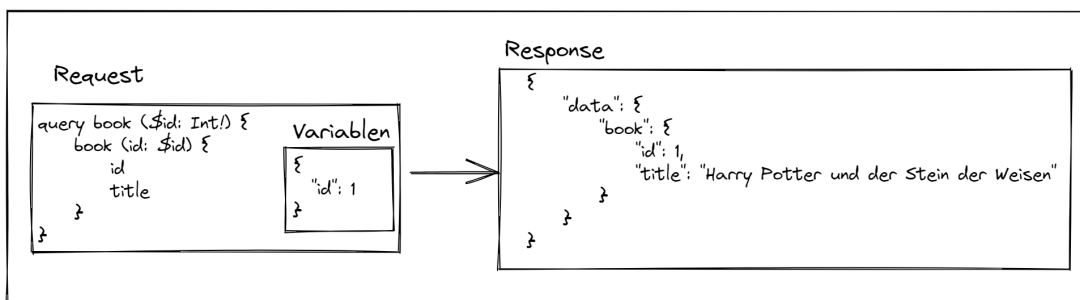 Request
query book ($id: Int!) {
book (id: $id) {
id
title
}
}
Variablen
{
"id": 1
}
Response
{
"data": {
"book": {
"id": 1,
"title": "Harry Potter und der Stein der Weisen"
}
}
}